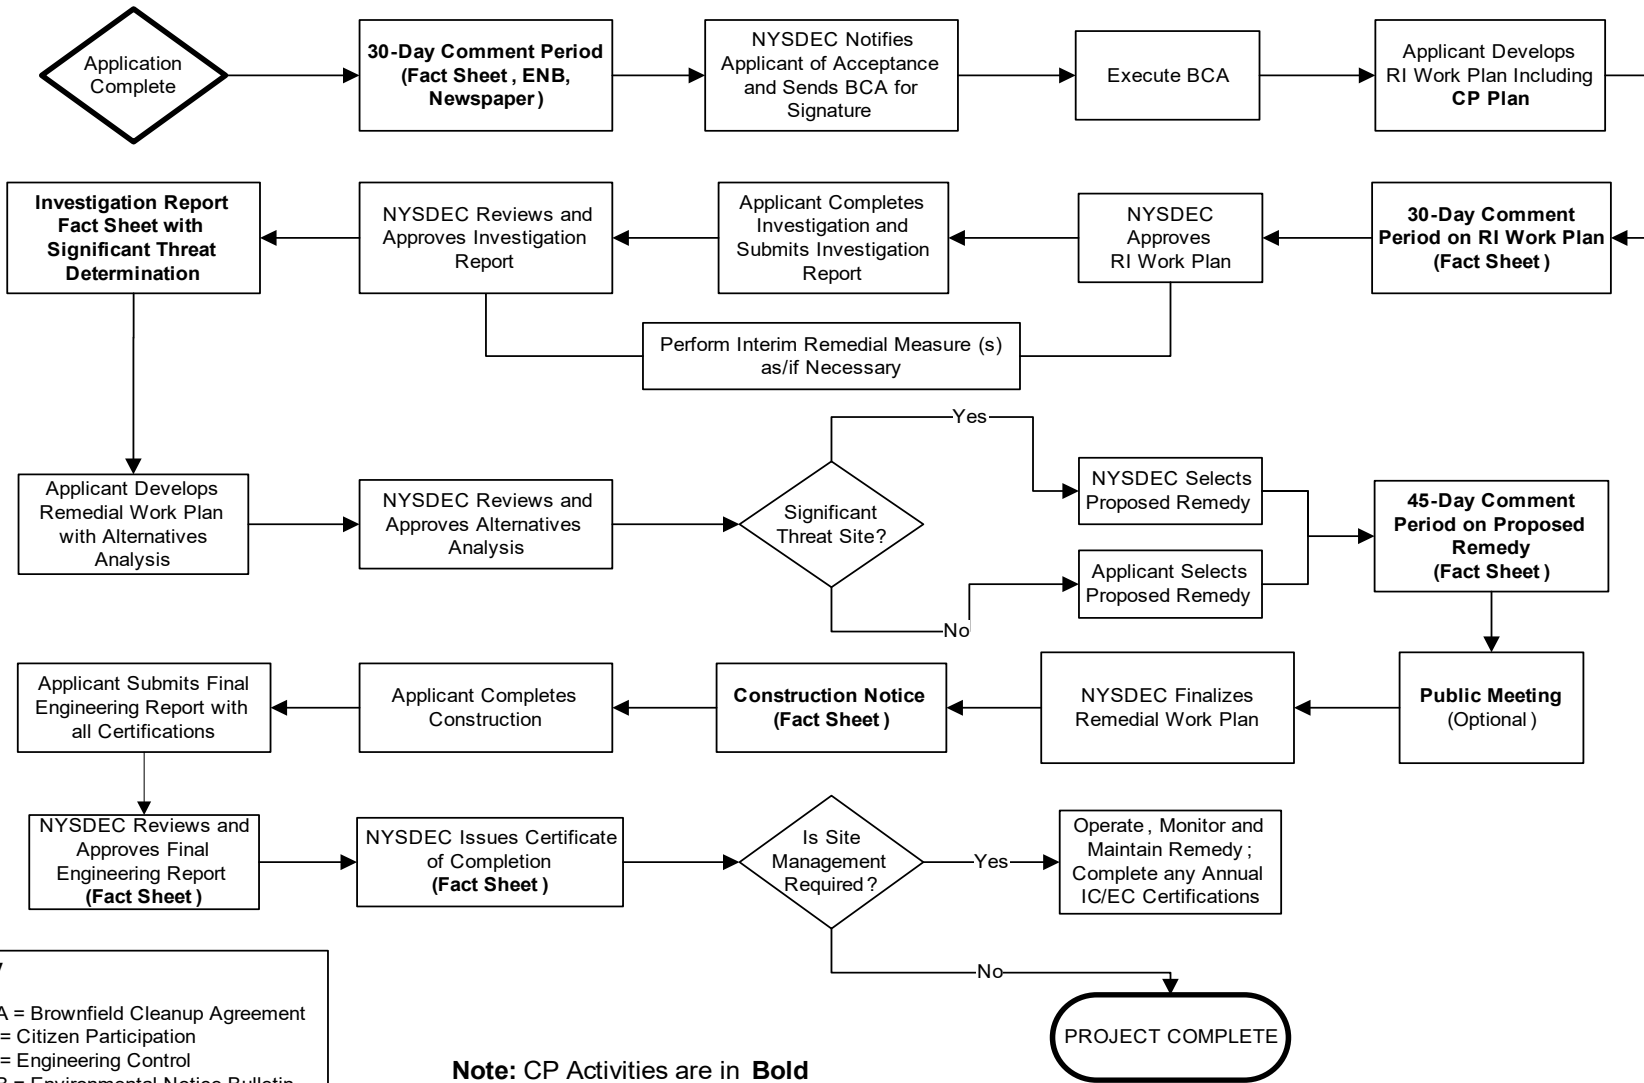 Application
Complete
30-Day Comment Period
(Fact Sheet, ENB,
Newspaper)
NYSDEC Notifies
Applicant of Acceptance
and Sends BCA for
Signature
Execute BCA
Applicant Develops
RI Work Plan Including
CP Plan
30-Day Comment
Period on RI Work Plan
(Fact Sheet)
NYSDEC
Approves
RI Work Plan
Applicant Completes
Investigation and
Submits Investigation
Report
NYSDEC Reviews and
Approves Investigation
Report
Investigation Report
Fact Sheet with
Significant Threat
Determination
Perform Interim Remedial Measure (s)
as/if Necessary
Applicant Develops
Remedial Work Plan
with Alternatives
Analysis
NYSDEC Reviews and
Approves Alternatives
Analysis
Significant
Threat Site?
Yes
NYSDEC Selects
Proposed Remedy
No
Applicant Selects
Proposed Remedy
45-Day Comment
Period on Proposed
Remedy
(Fact Sheet)
Public Meeting
(Optional)
NYSDEC Finalizes
Remedial Work Plan
Construction Notice
(Fact Sheet)
Applicant Completes
Construction
Applicant Submits Final
Engineering Report with
all Certifications
NYSDEC Reviews and
Approves Final
Engineering Report
(Fact Sheet)
NYSDEC Issues Certificate
of Completion
(Fact Sheet)
Is Site
Management
Required?
Yes
Operate, Monitor and
Maintain Remedy;
Complete any Annual
IC/EC Certifications
No
PROJECT COMPLETE
A = Brownfield Cleanup Agreement
= Citizen Participation
= Engineering Control
= Environmental Notice Bulletin
Note: CP Activities are in Bold